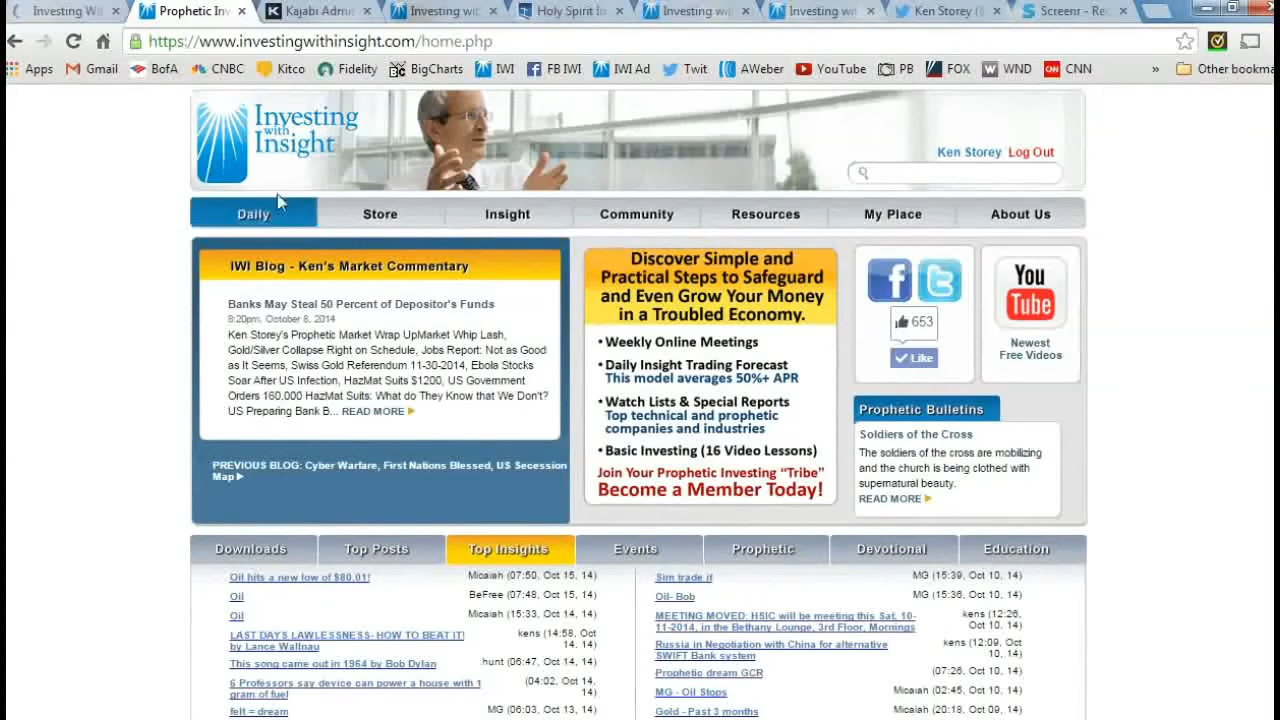 Investing Wi
Prophetic Inv
Kajabi Admi
Investing wit
Holy Spirit In
Investing wit
Investing wit
Ken Storey (I
Screenr - Rec
https://www.investingwithinsight.com/home.php
Apps
Gmail
BofA
CNBC
Kitco
Fidelity
BigCharts
IWI
FB IWI
IWI Ad
Twit
AWeber
YouTube
PB
FOX
WND
CNN
»
Other bookma
Investing
with
Insight
Ken Storey Log Out
Daily
Store
Insight
Community
Resources
My Place
About Us
IWI Blog - Ken's Market Commentary
Banks May Steal 50 Percent of Depositor's Funds
8:20pm, October 8, 2014
Ken Storey's Prophetic Market Wrap UpMarket Whip Lash,
Gold/Silver Collapse Right on Schedule, Jobs Report: Not as Good
as It Seems, Swiss Gold Referendum 11-30-2014, Ebola Stocks
Soar After US Infection, HazMat Suits $1200, US Government
Orders 160,000 HazMat Suits: What do They Know that We Don't?
US Preparing Bank B... READ MORE
PREVIOUS BLOG: Cyber Warfare, First Nations Blessed, US Secession
Map
Discover Simple and
Practical Steps to Safeguard
and Even Grow Your Money
in a Troubled Economy.
• Weekly Online Meetings
• Daily Insight Trading Forecast
This model averages 50%+ APR
• Watch Lists & Special Reports
Top technical and prophetic
companies and industries
• Basic Investing (16 Video Lessons)
Join Your Prophetic Investing “Tribe”
Become a Member Today!
653
Like
You
Tube
Newest
Free Videos
Prophetic Bulletins
Soldiers of the Cross
The soldiers of the cross are mobilizing
and the church is being clothed with
supernatural beauty.
READ MORE
Downloads
Top Posts
Top Insights
Events
Prophetic
Devotional
Education
Oil hits a new low of $80.01!
Micaiah (07:50, Oct 15, 14)
Oil
BeFree (07:48, Oct 15, 14)
Oil
Micaiah (15:33, Oct 14, 14)
LAST DAYS LAWLESSNESS- HOW TO BEAT IT!
by Lance Wallnau
kens (14:58, Oct
14, 14)
This song came out in 1964 by Bob Dylan
hunt (06:47, Oct 14, 14)
6 Professors say device can power a house with 1
gram of fuel
(04:02, Oct 14,
14)
felt = dream
MG (06:03, Oct 13, 14)
Sim trade if
MG (15:39, Oct 10, 14)
Oil- Bob
MG (15:36, Oct 10, 14)
MEETING MOVED: HSIC will be meeting this Sat, 10-
11-2014, in the Bethany Lounge, 3rd Floor, Mornings
kens (12:26,
Oct 10, 14)
Russia in Negotiation with China for alternative
SWIFT Bank system
kens (12:09, Oct
10, 14)
Prophetic dream GCR
(07:26, Oct 10, 14)
MG - Oil Stops
Micaiah (02:45, Oct 10, 14)
Gold - Past 3 months
Micaiah (20:18, Oct 09, 14)